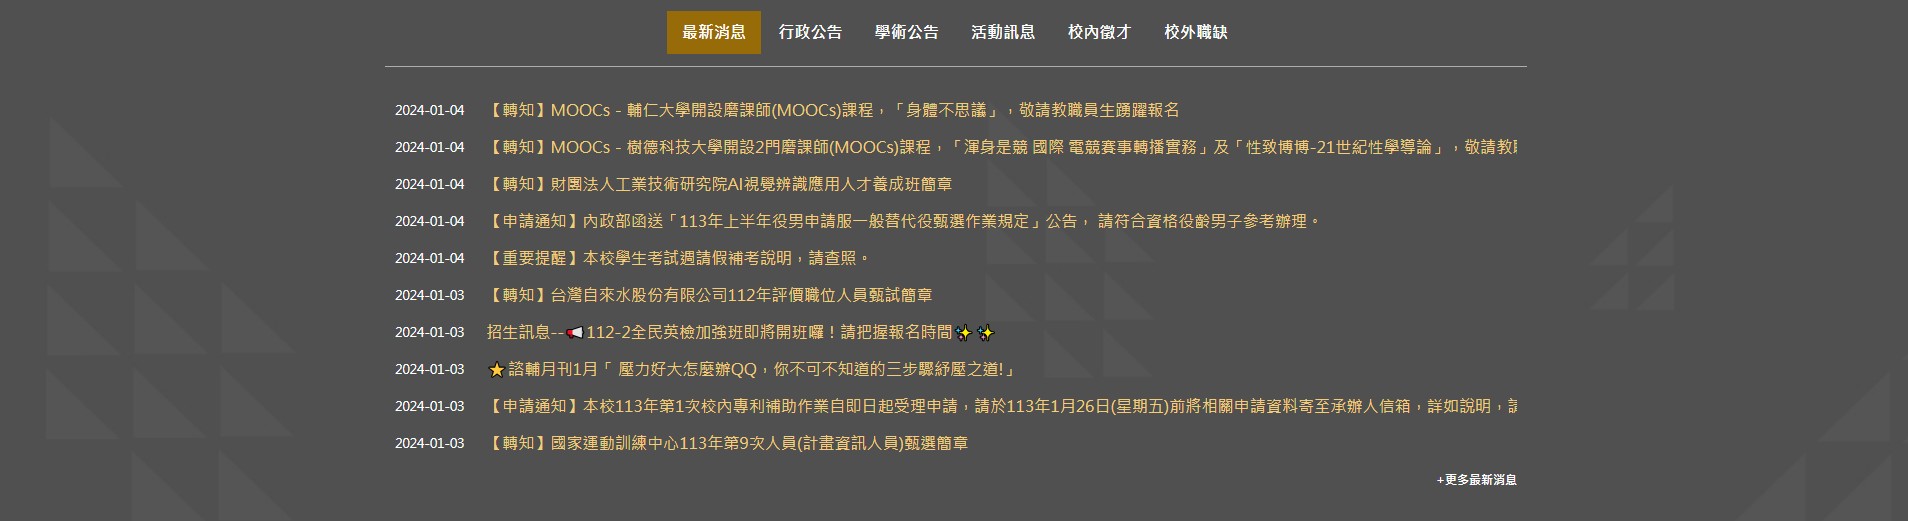 最新消息 行政公告 學術公告 活動訊息 校內徵才 校外職缺
2024-01-04 【轉知】MOOCs - 輔仁大學開設磨課師(MOOCs)課程，「身體不思議」，敬請教職員生踴躍報名
2024-01-04 【轉知】MOOCs - 樹德科技大學開設2門磨課師(MOOCs)課程，「渾身是競 國際 電競賽事轉播實務」及「性致博博-21世紀性學導論」，敬請教
2024-01-04 【轉知】財團法人工業技術研究院AI視覺辨識應用人才養成班簡章
2024-01-04 【申請通知】內政部函送「113年上半年役男申請服一般替代役甄選作業規定」公告， 請符合資格役齡男子參考辦理。
2024-01-04 【重要提醒】本校學生考試週請假補考說明，請查照。
2024-01-03 【轉知】台灣自來水股份有限公司112年評價職位人員甄試簡章
2024-01-03 招生訊息--📢112-2全民英檢加強班即將開班囉！請把握報名時間✨✨
2024-01-03 ⭐諮輔月刊1月「 壓力好大怎麼辦QQ，你不可不知道的三步驟紓壓之道!」
2024-01-03 【申請通知】本校113年第1次校內專利補助作業自即日起受理申請，請於113年1月26日(星期五)前將相關申請資料寄至承辦人信箱，詳如說明，
2024-01-03 【轉知】國家運動訓練中心113年第9次人員(計畫資訊人員)甄選簡章
+更多最新消息